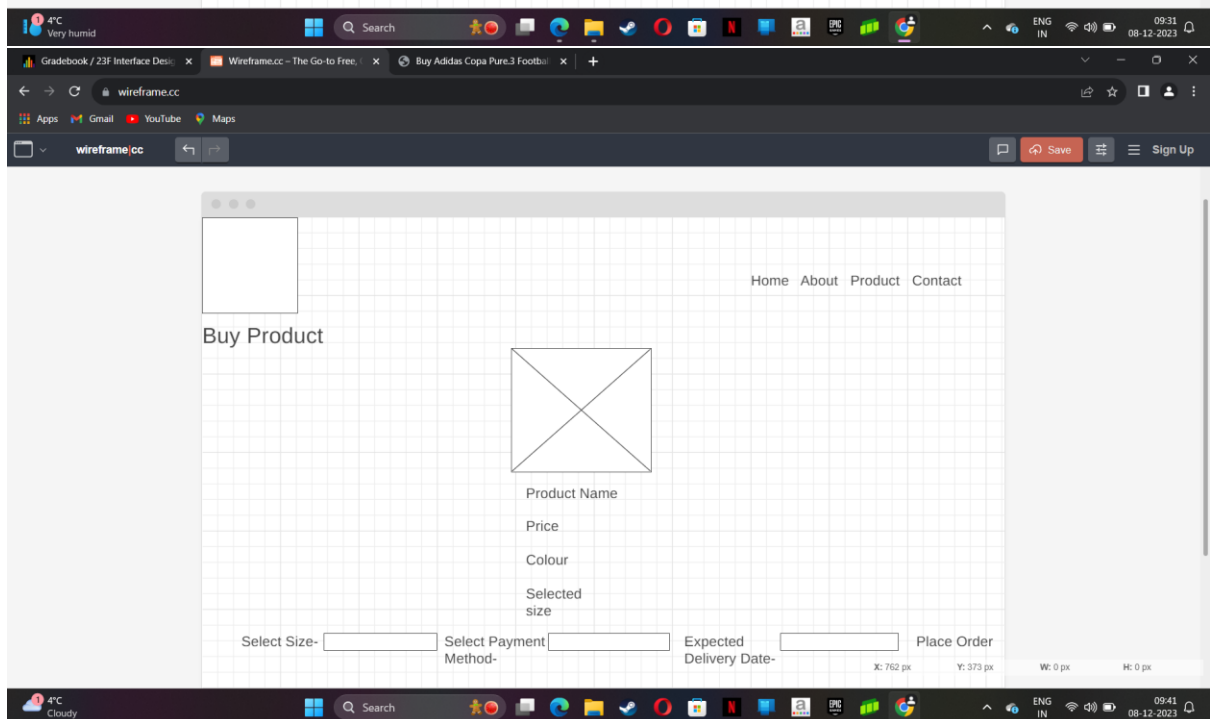 1
4°C
Very humid
Search
ENG
IN
09:31
08-12-2023
Gradebook / 23F Interface Desig
Wireframe.cc – The Go-to Free,
Buy Adidas Copa Pure.3 Footbal
wireframe.cc
Apps Gmail YouTube Maps
wireframe|cc
Save
Sign Up
Home About Product Contact
Buy Product
Product Name
Price
Colour
Selected
size
Select Size-
Select Payment
Method-
Expected
Delivery Date-
Place Order
X: 762 px Y: 373 px W: 0 px H: 0 px
1
4°C
Cloudy
Search
ENG
IN
09:41
08-12-2023